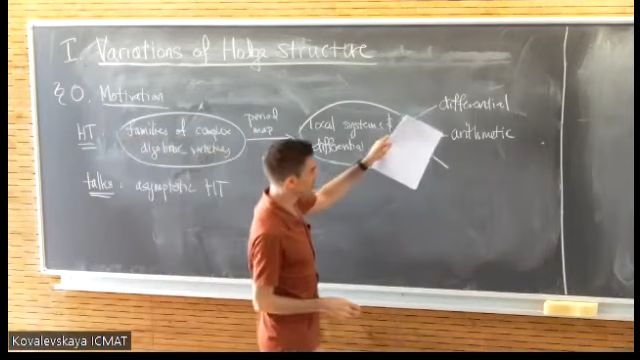 I. Variations of Hodge structure
§ 0. Motivation
HT: families of complex algebraic varieties
period map
local systems &
differential
differential
arithmetic
talks: asymptotic HT
Kovalevskaya ICMAT